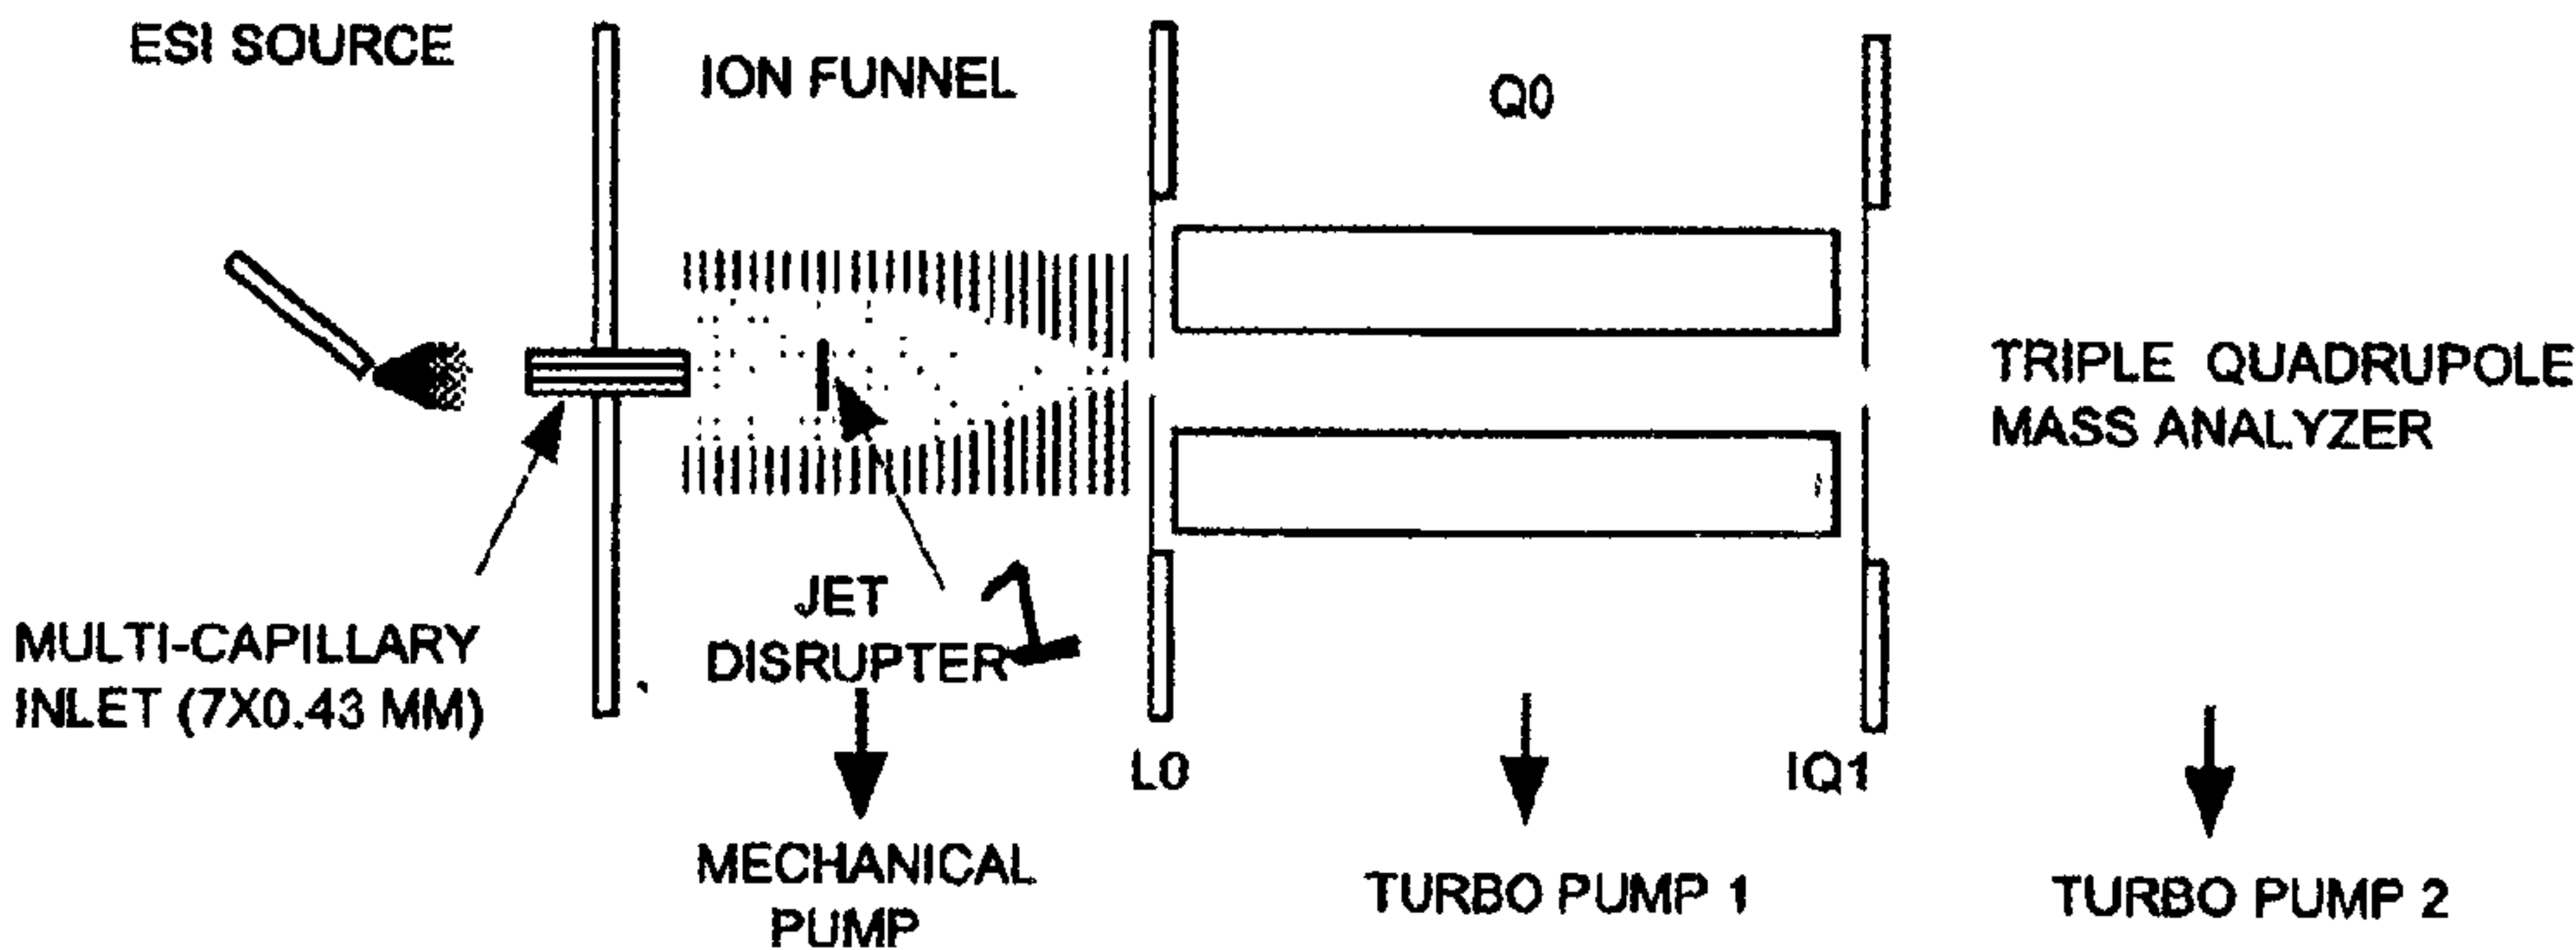 ESI SOURCE
ION FUNNEL
Q0
TRIPLE QUADRUPOLE
MASS ANALYZER
JET
DISRUPTER
1
MULTI-CAPILLARY
INLET (7X0.43 MM)
L0
IQ1
MECHANICAL
PUMP
TURBO PUMP 1
TURBO PUMP 2